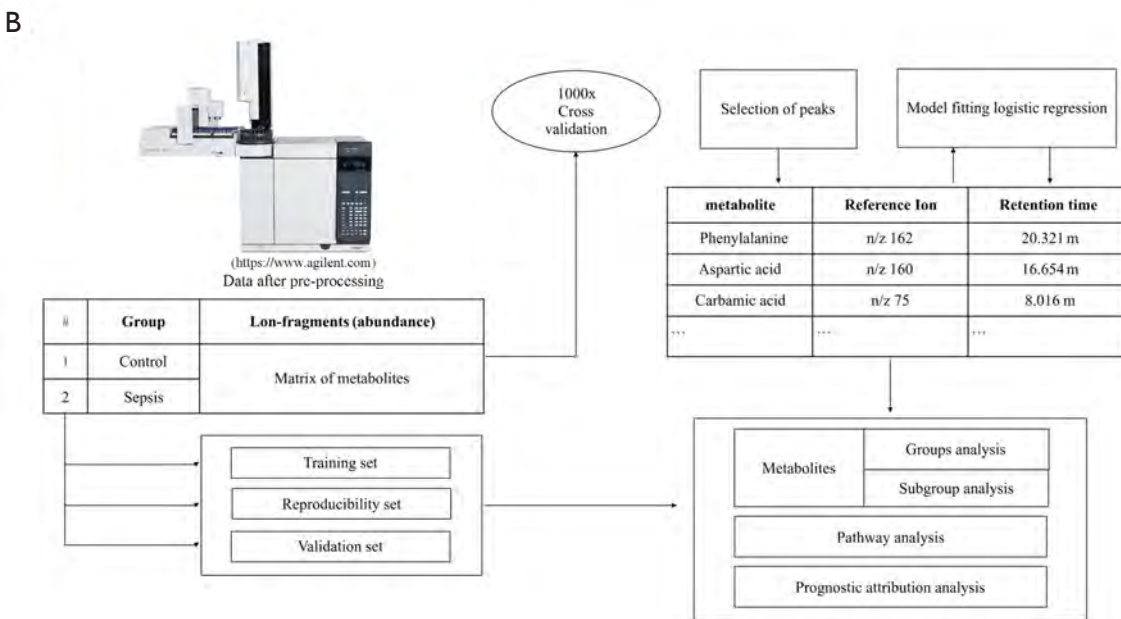 B
(https://www.agilent.com)
Data after pre-processing
# Group Lon-fragments (abundance)
1 Control Matrix of metabolites
2 Sepsis
Training set
Reproducibility set
Validation set
1000x
Cross
validation
Selection of peaks
Model fitting logistic regression
metabolite Reference Ion Retention time
Phenylalanine n/z 162 20.321 m
Aspartic acid n/z 160 16.654 m
Carbamic acid n/z 75 8.016 m
... ... ...
Metabolites
Groups analysis
Subgroup analysis
Pathway analysis
Prognostic attribution analysis